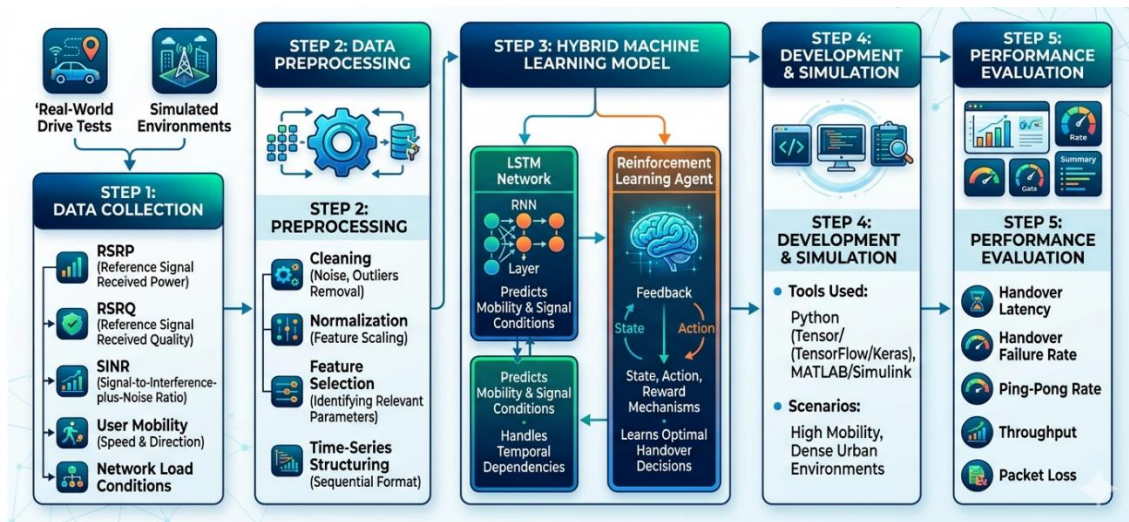 'Real-World
Drive Tests
Simulated
Environments
STEP 1:
DATA COLLECTION
RSRP
(Reference Signal
Received Power)
RSRQ
(Reference Signal
Received Quality)
SINR
(Signal-to-Interference-
plus-Noise Ratio)
User Mobility
(Speed & Direction)
Network Load
Conditions
STEP 2: DATA
PREPROCESSING
STEP 2:
PREPROCESSING
Cleaning
(Noise, Outliers
Removal)
Normalization
(Feature Scaling)
Feature
Selection
(Identifying Relevant
Parameters)
Time-Series
Structuring
(Sequential Format)
STEP 3: HYBRID MACHINE
LEARNING MODEL
LSTM
Network
RNN
Layer
Predicts
Mobility & Signal
Conditions
Predicts
Mobility & Signal
Conditions
•
Handles
Temporal
Dependencies
Reinforcement
Learning Agent
Feedback
State
Action
State, Action,
Reward
Mechanisms
•
Learns Optimal
Handover
Decisions
STEP 4:
DEVELOPMENT
& SIMULATION
</>
STEP 4:
DEVELOPMENT
& SIMULATION
• Tools Used:
Python
(Tensor/
(TensorFlow/Keras),
MATLAB/Simulink
• Scenarios:
High Mobility,
Dense Urban
Environments
STEP 5:
PERFORMANCE
EVALUATION
Rate
Gata
Summary
STEP 5:
PERFORMANCE
EVALUATION
Handover
Latency
Handover
Failure Rate
Ping-Pong Rate
Throughput
Packet Loss